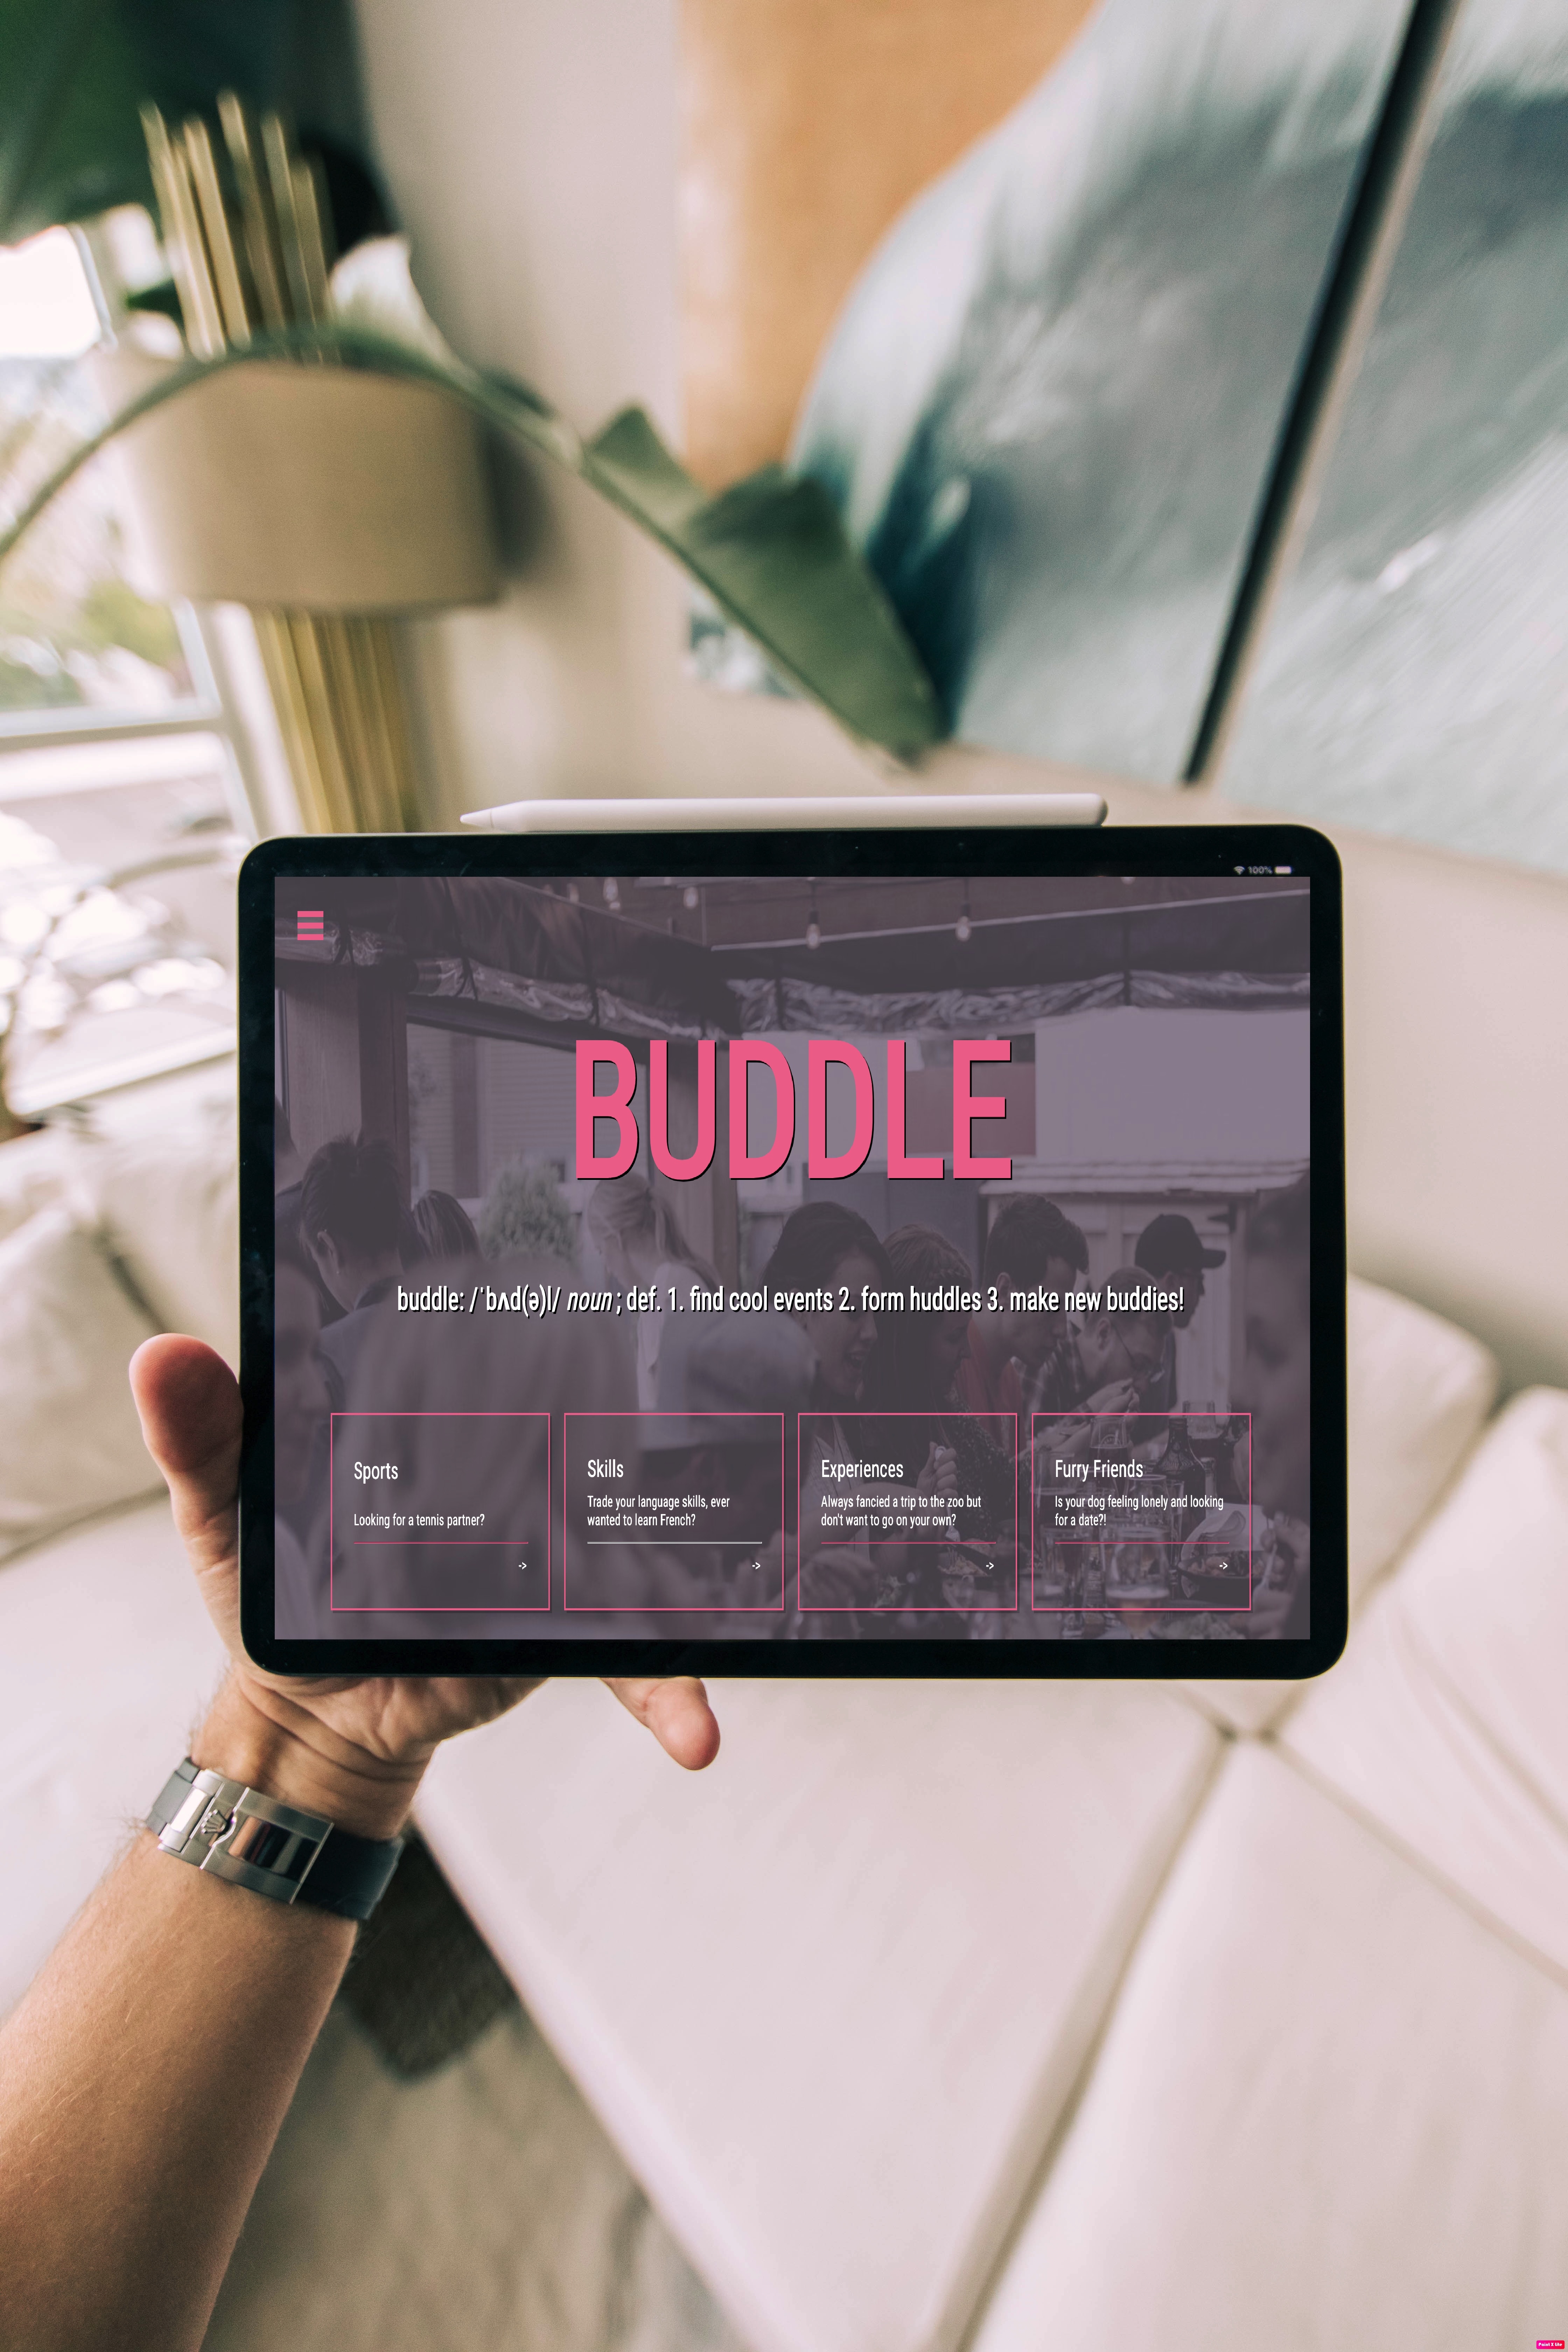 100%
BUDDLE
buddle: /ˈbʌd(ə)l/ noun ; def. 1. find cool events 2. form huddles 3. make new buddies!
Sports
Looking for a tennis partner?
->
Skills
Trade your language skills, ever
wanted to learn French?
->
Experiences
Always fancied a trip to the zoo but
don't want to go on your own?
->
Furry Friends
Is your dog feeling lonely and looking
for a date?!
->
Paint X lite